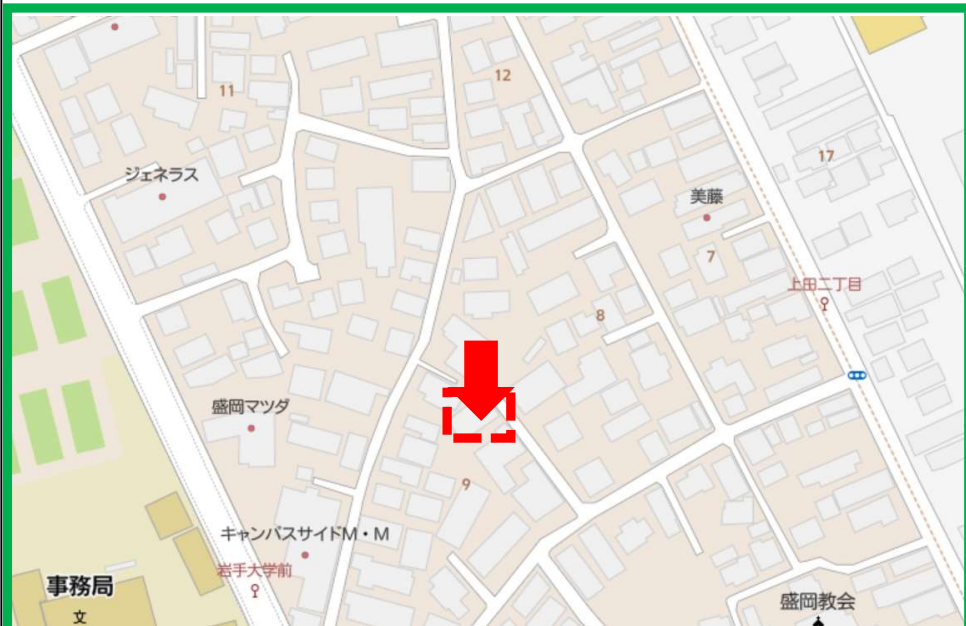 12
11
17
ジェネラス
美藤
7
上田二丁目
8
盛岡マツダ
9
キャンパスサイドM・M
岩手大学前
事務局
文
盛岡教会